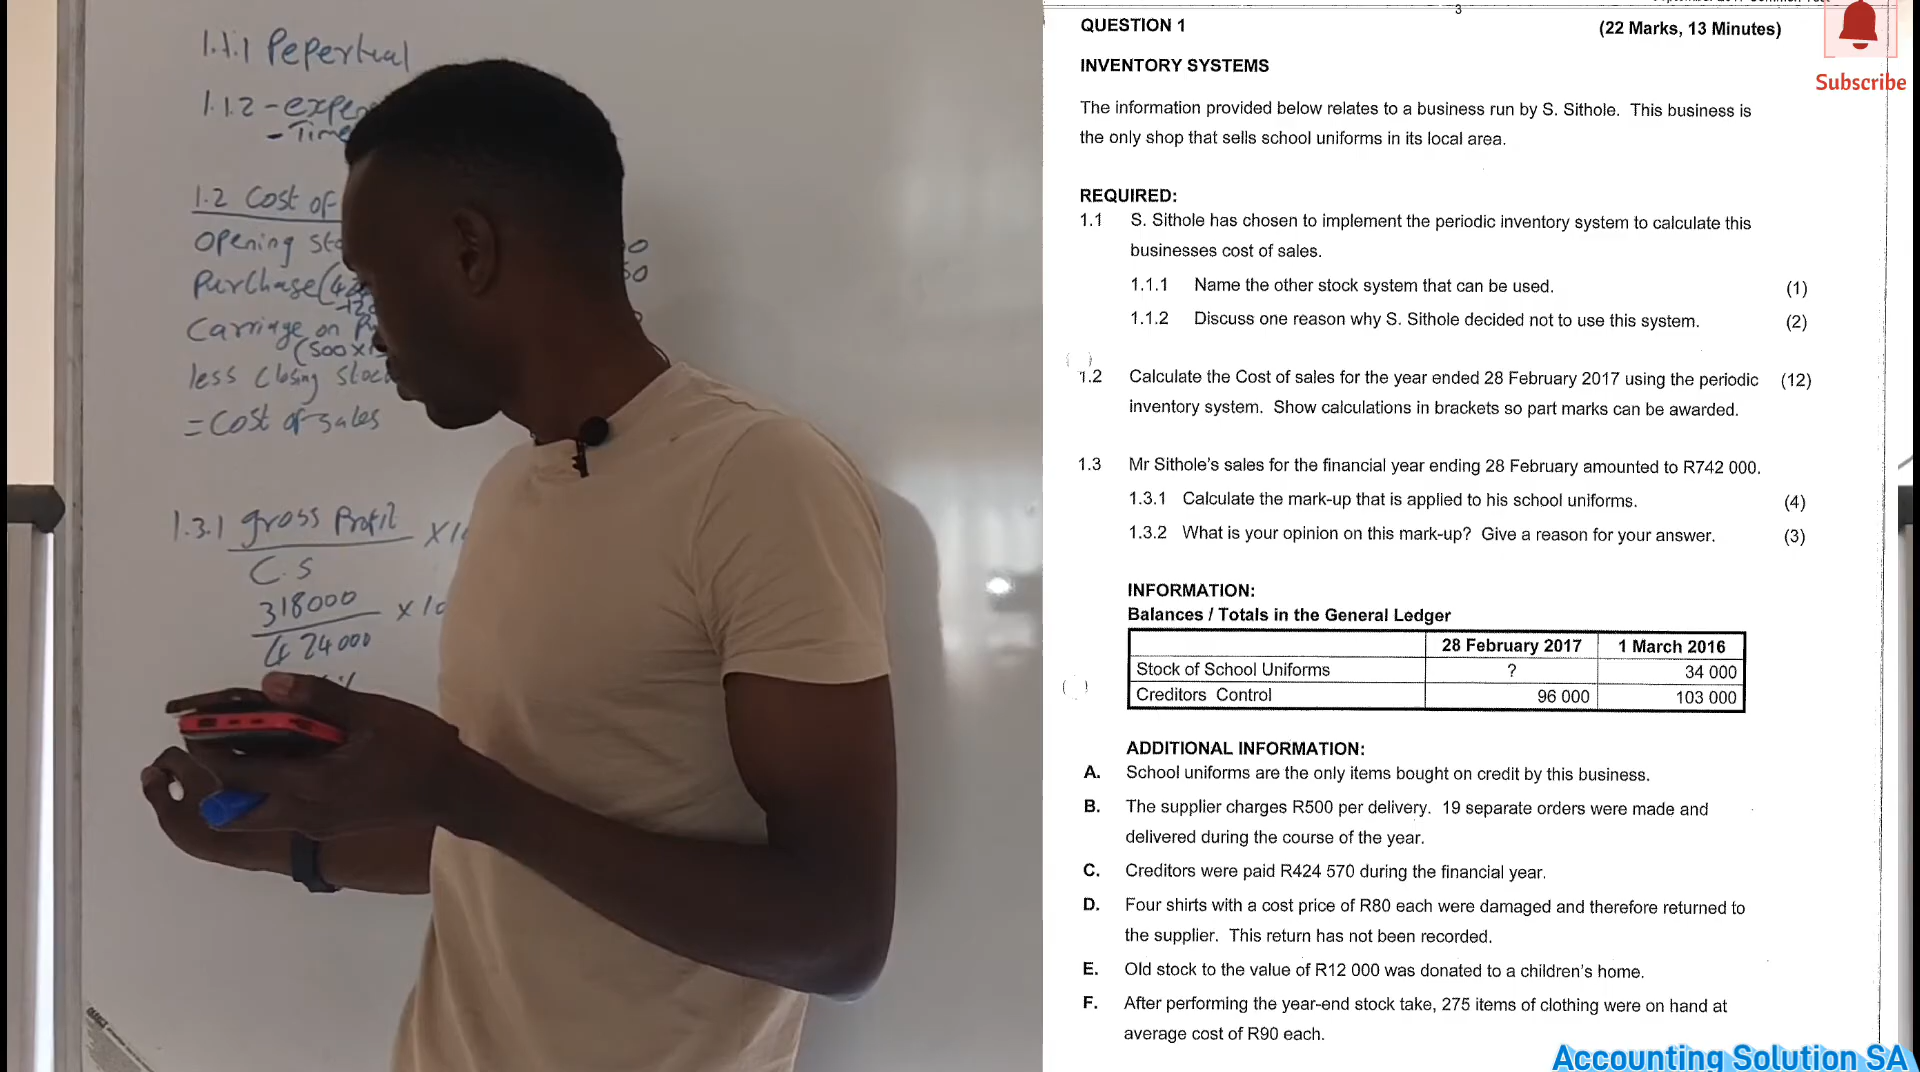 1.1.1 Pepertual
1.1.2 -
- Time
1.2 Cost of
opening
Purchase(
Carriage on
(500x
less closing stock
= Cost of sales
1.3.1 gross Profit
C.S
318000
424000
3
QUESTION 1
(22 Marks, 13 Minutes)
Subscribe
INVENTORY SYSTEMS
The information provided below relates to a business run by S. Sithole. This business is
the only shop that sells school uniforms in its local area.
REQUIRED:
1.1 S. Sithole has chosen to implement the periodic inventory system to calculate this
businesses cost of sales.
1.1.1 Name the other stock system that can be used. (1)
1.1.2 Discuss one reason why S. Sithole decided not to use this system. (2)
1.2 Calculate the Cost of sales for the year ended 28 February 2017 using the periodic (12)
inventory system. Show calculations in brackets so part marks can be awarded.
1.3 Mr Sithole's sales for the financial year ending 28 February amounted to R742 000.
1.3.1 Calculate the mark-up that is applied to his school uniforms. (4)
1.3.2 What is your opinion on this mark-up? Give a reason for your answer. (3)
INFORMATION:
Balances / Totals in the General Ledger
28 February 2017 1 March 2016
Stock of School Uniforms ? 34 000
Creditors Control 96 000 103 000
ADDITIONAL INFORMATION:
A. School uniforms are the only items bought on credit by this business.
B. The supplier charges R500 per delivery. 19 separate orders were made and
delivered during the course of the year.
C. Creditors were paid R424 570 during the financial year.
D. Four shirts with a cost price of R80 each were damaged and therefore returned to
the supplier. This return has not been recorded.
E. Old stock to the value of R12 000 was donated to a children's home.
F. After performing the year-end stock take, 275 items of clothing were on hand at
average cost of R90 each.
Accounting Solution SA